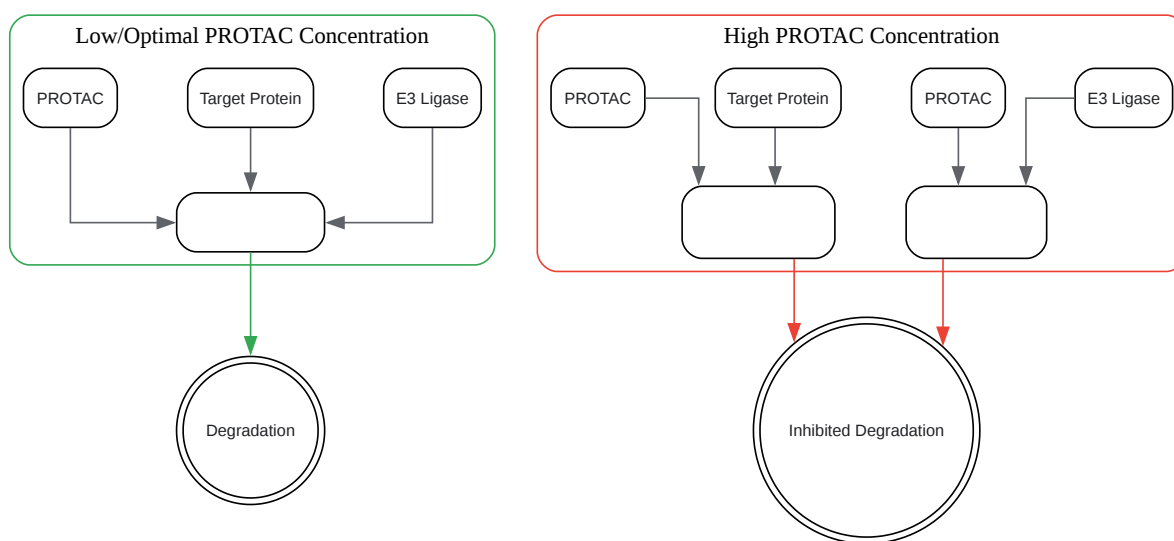 Low/Optimal PROTAC Concentration
PROTAC
Target Protein
E3 Ligase
Degradation
High PROTAC Concentration
PROTAC
Target Protein
PROTAC
E3 Ligase
Inhibited Degradation